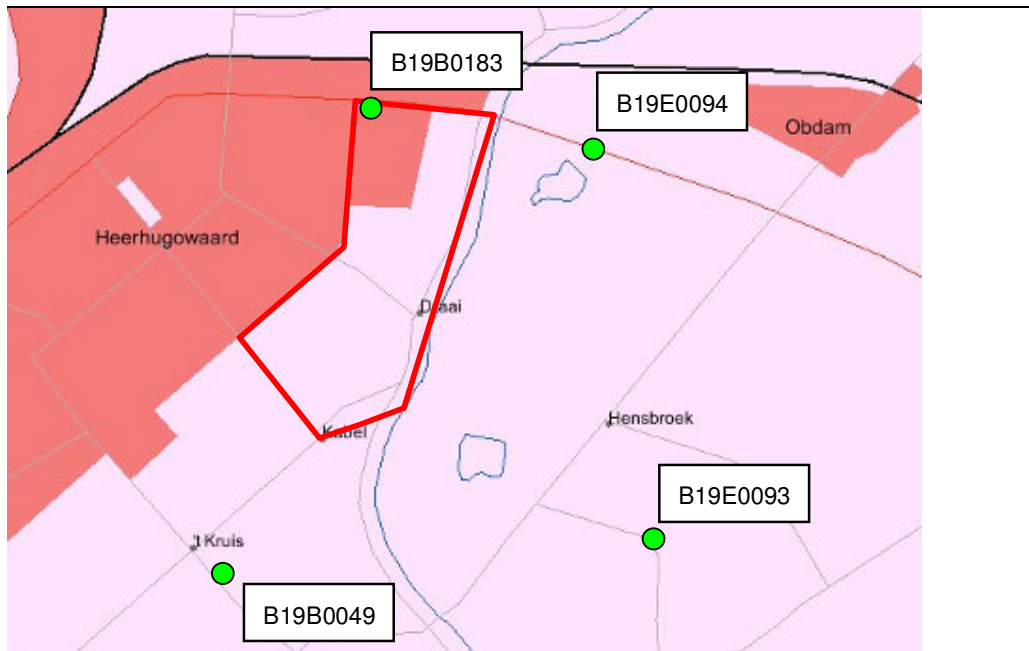 B19B0183
B19E0094
Obdam
Heerhugowaard
Draai
Hensbroek
Kabel
B19E0093
't Kruis
B19B0049